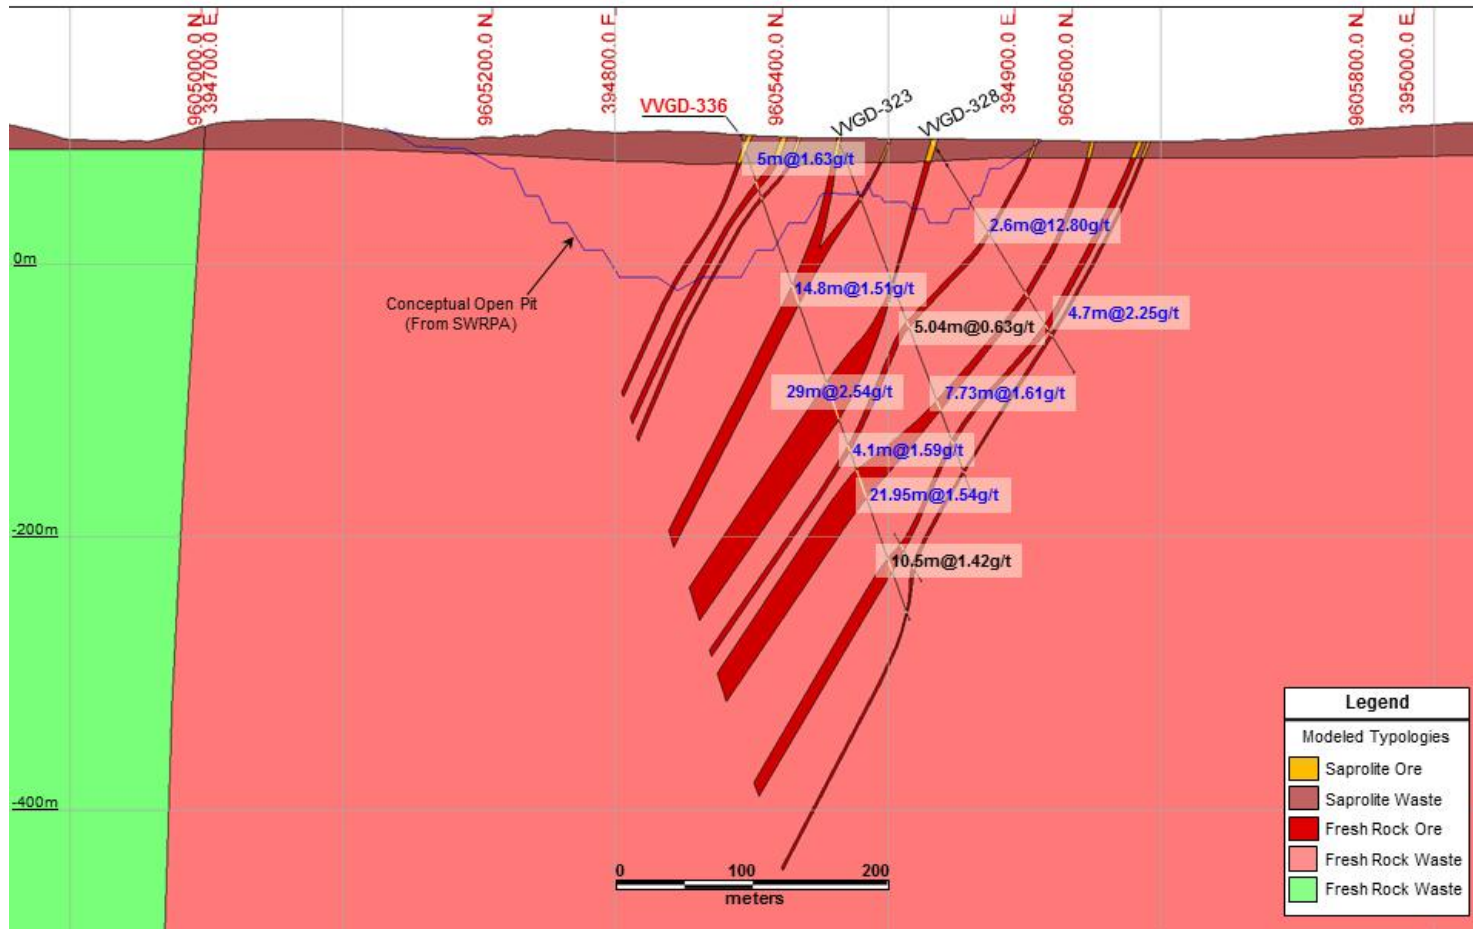 9605000.0 N
394700.0 E
9605200.0 N
394800.0 E
9605400.0 N
394900.0 E
9605600.0 N
9605800.0 N
395000.0 E
VVGD-336
VVGD-323
VVGD-328
5m@1.63g/t
2.6m@12.80g/t
0m
14.8m@1.51g/t
Conceptual Open Pit
(From SWRPA)
4.7m@2.25g/t
5.04m@0.63g/t
29m@2.54g/t
7.73m@1.61g/t
4.1m@1.59g/t
21.95m@1.54g/t
-200m
10.5m@1.42g/t
-400m
0 100 200
meters
Legend
Modeled Typologies
Saprolite Ore
Saprolite Waste
Fresh Rock Ore
Fresh Rock Waste
Fresh Rock Waste